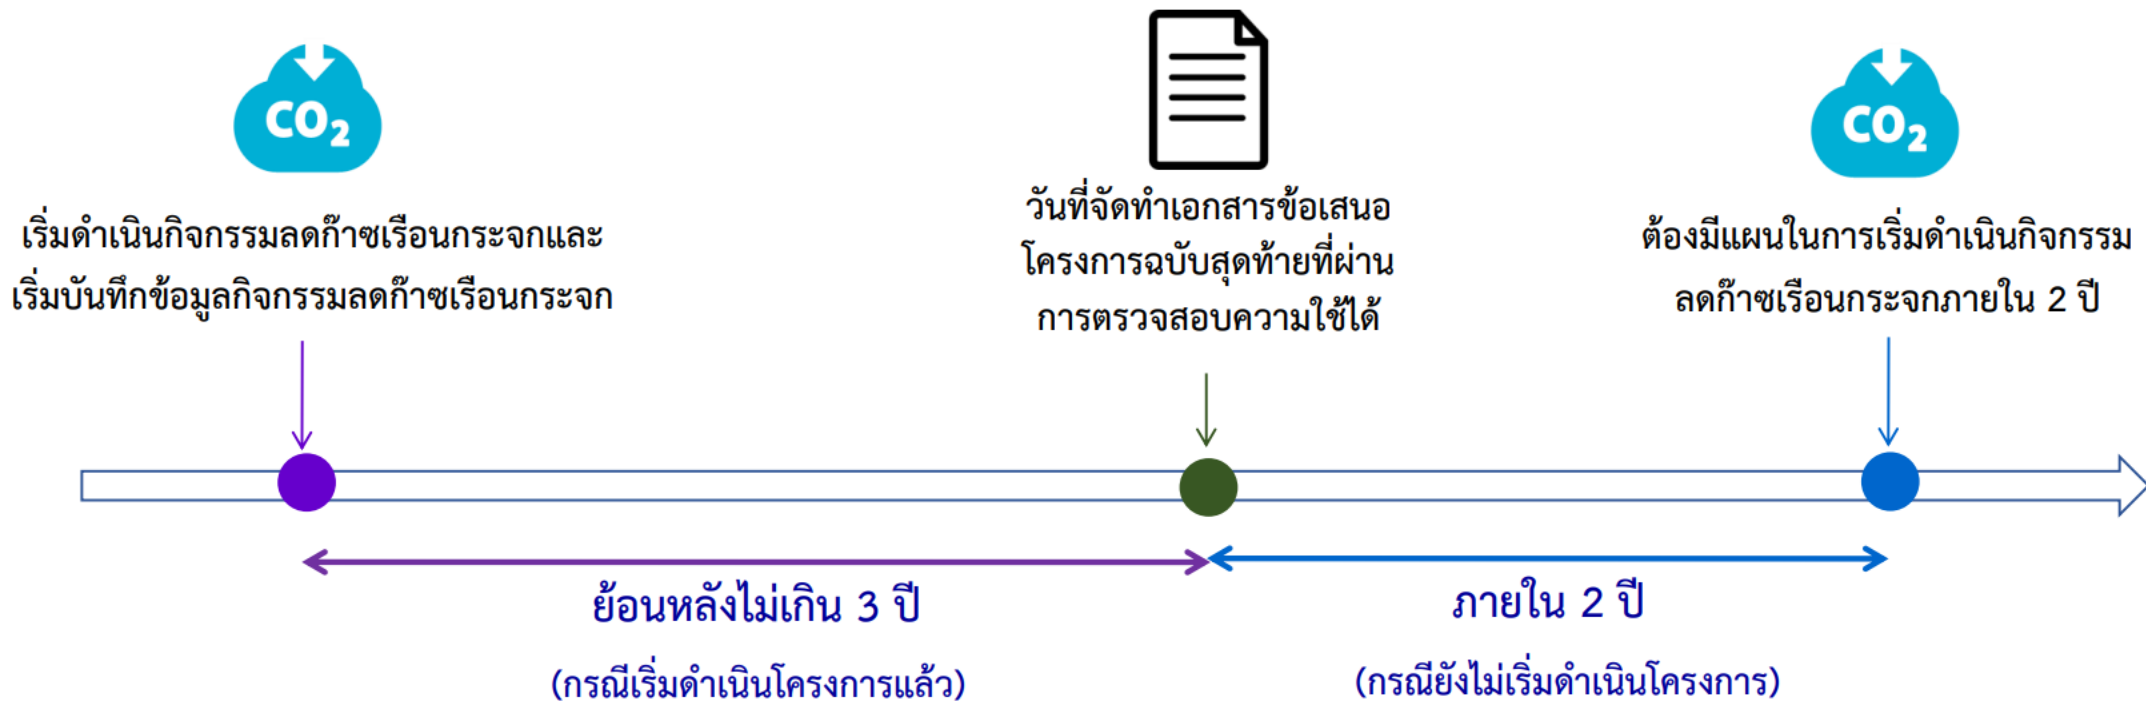 CO2
เริ่มดำเนินกิจกรรมลดก๊าซเรือนกระจกและ
เริ่มบันทึกข้อมูลกิจกรรมลดก๊าซเรือนกระจก
วันที่จัดทำเอกสารข้อเสนอ
โครงการฉบับสุดท้ายที่ผ่าน
การตรวจสอบความใช้ได้
CO2
ต้องมีแผนในการเริ่มดำเนินกิจกรรม
ลดก๊าซเรือนกระจกภายใน 2 ปี
ย้อนหลังไม่เกิน 3 ปี
(กรณีเริ่มดำเนินโครงการแล้ว)
ภายใน 2 ปี
(กรณียังไม่เริ่มดำเนินโครงการ)